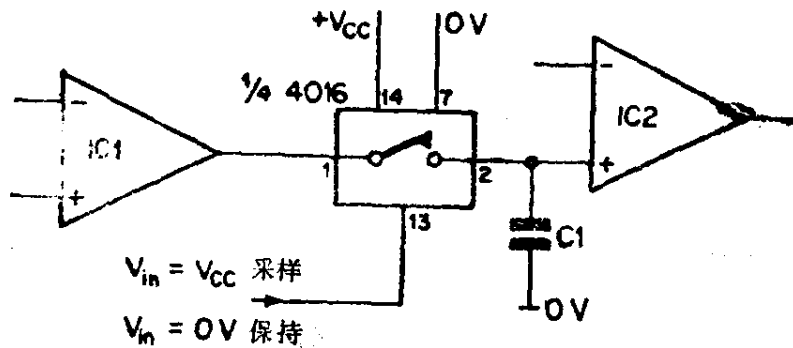 +Vcc
0V
¼ 4016
14
7
IC1
-
+
1
2
13
IC2
-
+
C1
0V
Vin = Vcc 采样
Vin = 0V 保持